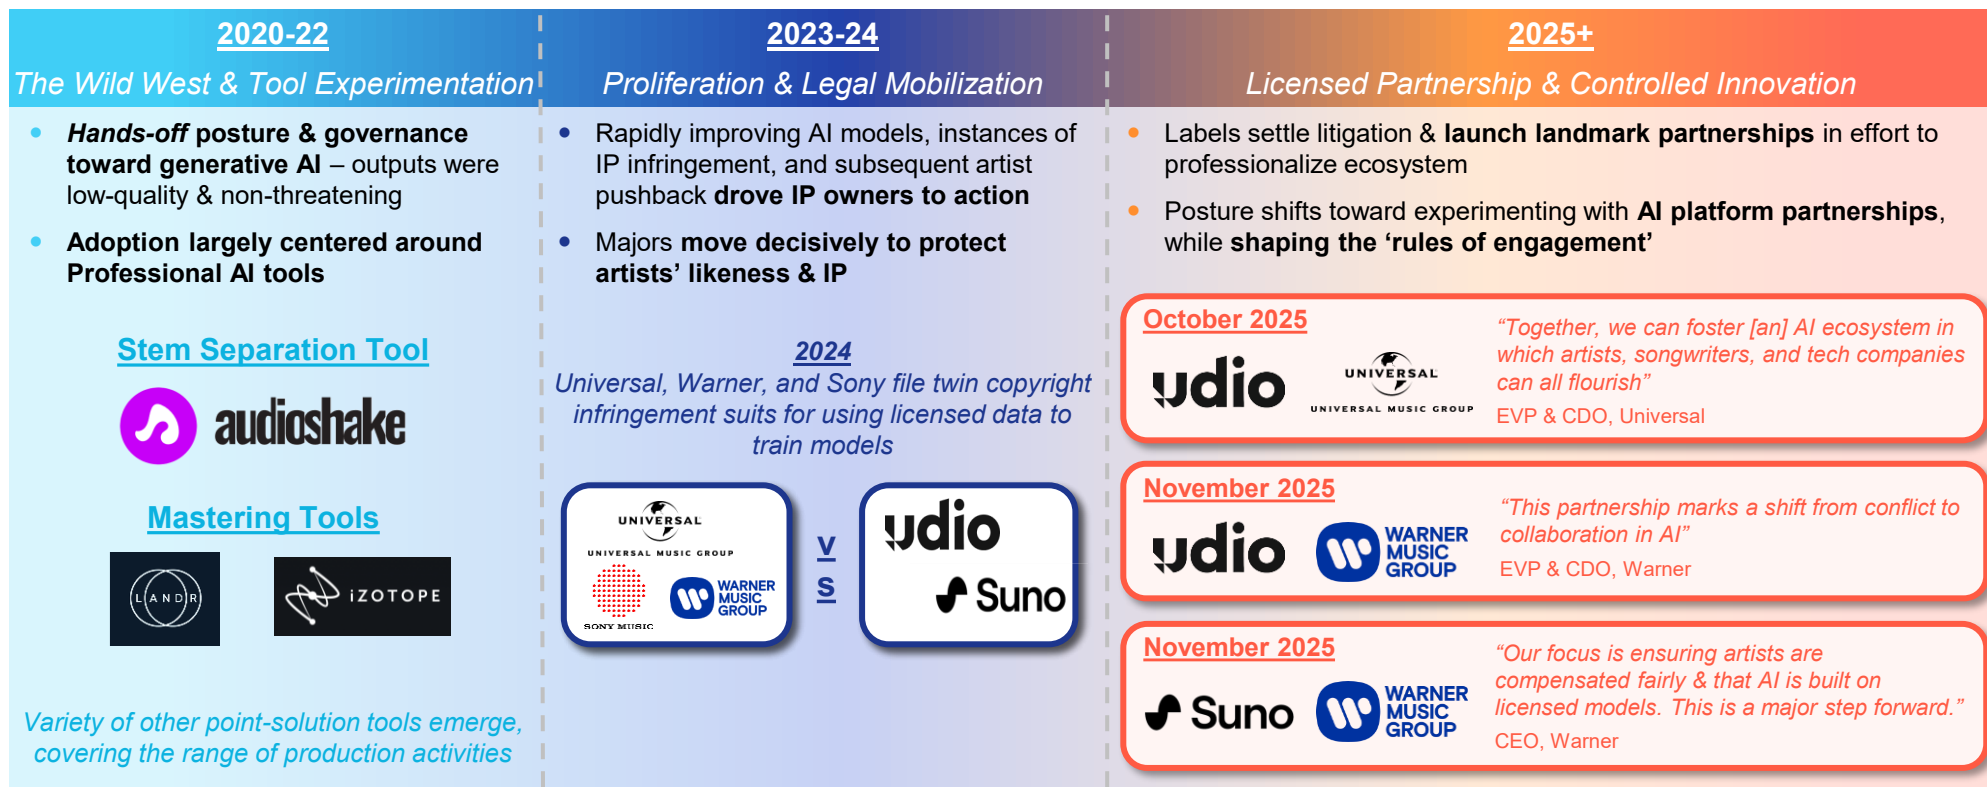 2020-22
The Wild West & Tool Experimentation
• Hands-off posture & governance
toward generative AI – outputs were
low-quality & non-threatening
• Adoption largely centered around
Professional AI tools
Stem Separation Tool
audioshake
Mastering Tools
LANDR
iZOTOPE
Variety of other point-solution tools emerge,
covering the range of production activities
2023-24
Proliferation & Legal Mobilization
• Rapidly improving AI models, instances of
IP infringement, and subsequent artist
pushback drove IP owners to action
• Majors move decisively to protect
artists’ likeness & IP
2024
Universal, Warner, and Sony file twin copyright
infringement suits for using licensed data to
train models
UNIVERSAL
UNIVERSAL MUSIC GROUP
SONY MUSIC
WARNER
MUSIC
GROUP
v
s
udio
Suno
2025+
Licensed Partnership & Controlled Innovation
• Labels settle litigation & launch landmark partnerships in effort to
professionalize ecosystem
• Posture shifts toward experimenting with AI platform partnerships,
while shaping the ‘rules of engagement’
October 2025
udio
UNIVERSAL
UNIVERSAL MUSIC GROUP
“Together, we can foster [an] AI ecosystem in
which artists, songwriters, and tech companies
can all flourish”
EVP & CDO, Universal
November 2025
udio
WARNER
MUSIC
GROUP
“This partnership marks a shift from conflict to
collaboration in AI”
EVP & CDO, Warner
November 2025
Suno
WARNER
MUSIC
GROUP
“Our focus is ensuring artists are
compensated fairly & that AI is built on
licensed models. This is a major step forward.”
CEO, Warner